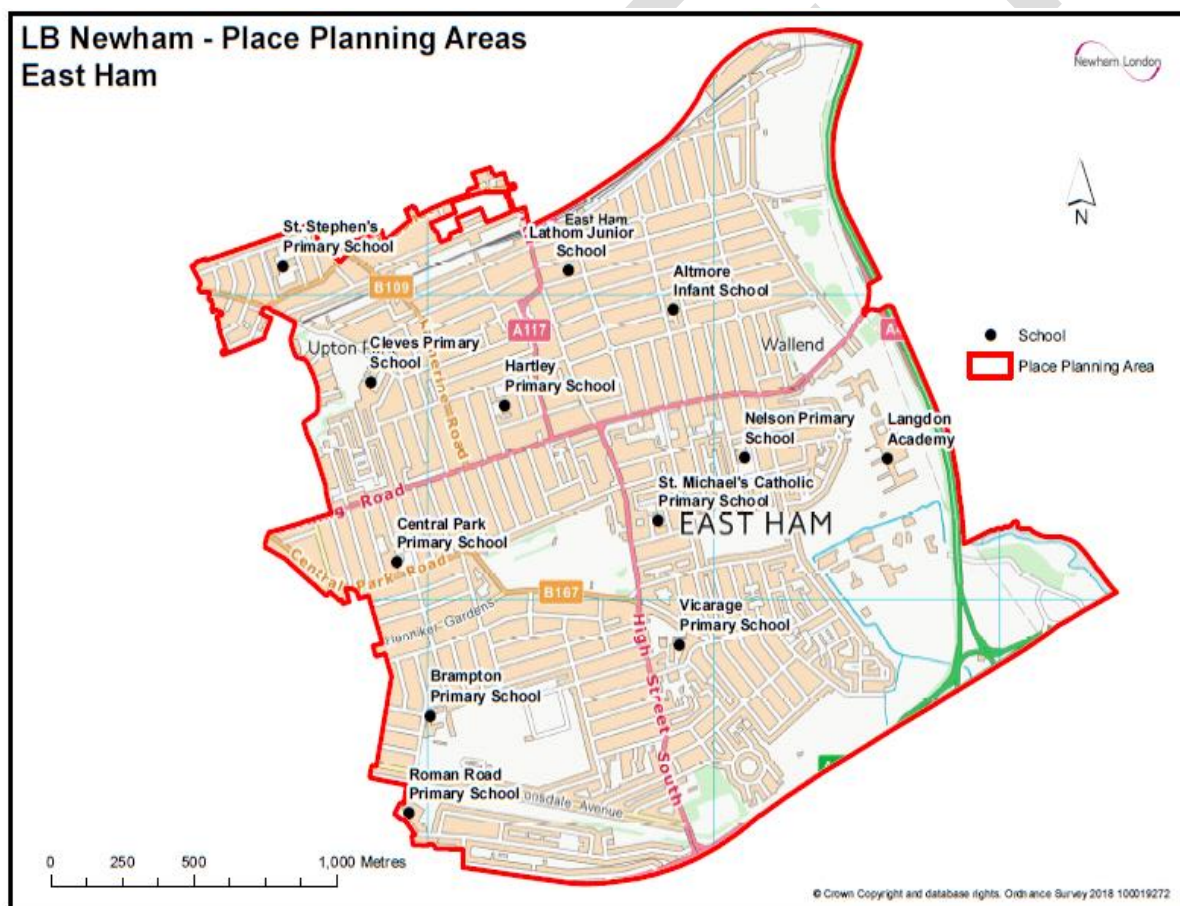 LB Newham - Place Planning Areas
East Ham
Newham London
N
School
Place Planning Area
St. Stephen's
Primary School
East Ham
Lathom Junior
School
Altmore
Infant School
B109
A117
Katherine Road
Upton
Cleves Primary
School
Hartley
Primary School
Wallend
Nelson Primary
School
Langdon
Academy
St. Michael's Catholic
Primary School
EAST HAM
Road
Central Park
Primary School
Central Park Road
B167
Henniker Gardens
Vicarage
Primary School
High Street South
Brampton
Primary School
Roman Road
Primary School
onsdale Avenue
0 250 500 1,000 Metres
© Crown Copyright and database rights. Ordnance Survey 2018 100019272